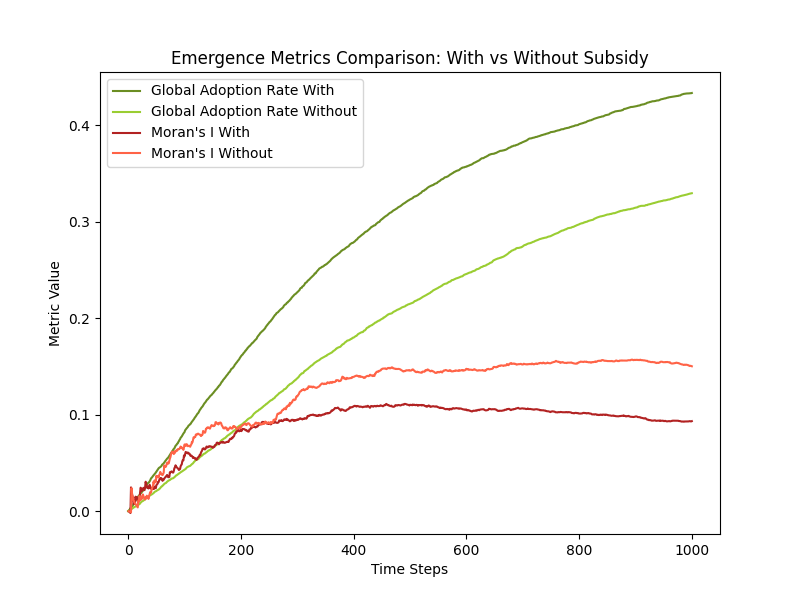 Emergence Metrics Comparison: With vs Without Subsidy
Global Adoption Rate With
Global Adoption Rate Without
Moran's I With
Moran's I Without
Metric Value
0.4
0.3
0.2
0.1
0.0
0
200
400
600
800
1000
Time Steps